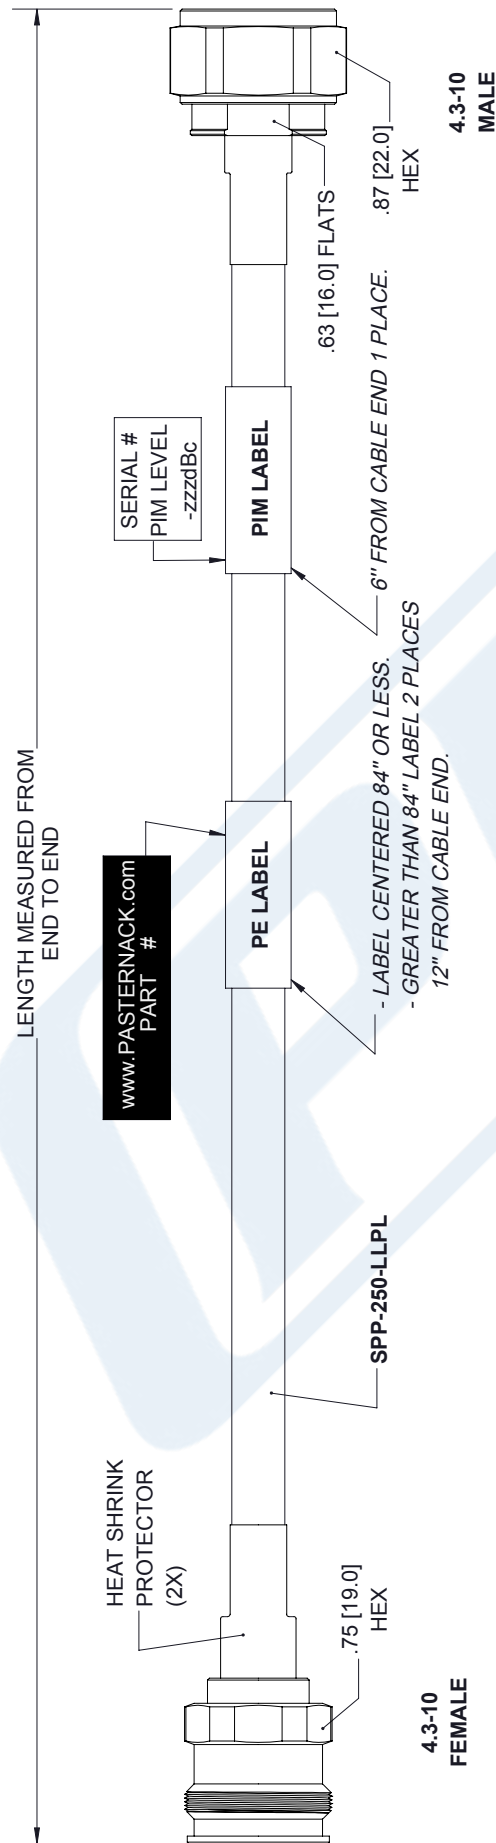 LENGTH MEASURED FROM
END TO END
www.PASTERNACK.com
PART #
SERIAL #
PIM LEVEL
-zzzdBc
HEAT SHRINK
PROTECTOR
(2X)
PE LABEL
PIM LABEL
.75 [19.0]
HEX
SPP-250-LLPL
- LABEL CENTERED 84" OR LESS.
- GREATER THAN 84" LABEL 2 PLACES
12" FROM CABLE END.
6" FROM CABLE END 1 PLACE.
.63 [16.0] FLATS
.87 [22.0]
HEX
4.3-10
FEMALE
4.3-10
MALE